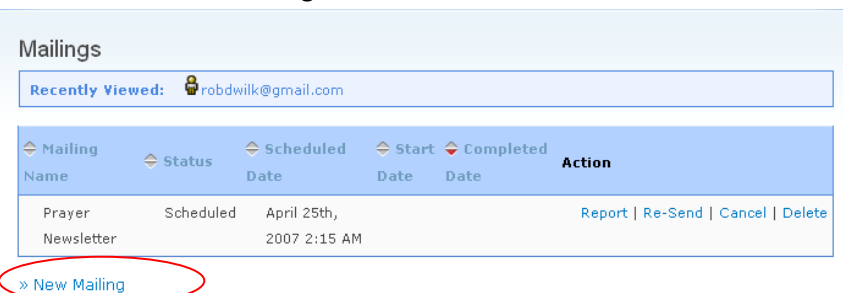 Mailings
Recently Viewed: robdwilk@gmail.com
Mailing Name Status Scheduled Date Start Date Completed Date Action
Prayer Newsletter Scheduled April 25th, 2007 2:15 AM Report | Re-Send | Cancel | Delete
» New Mailing